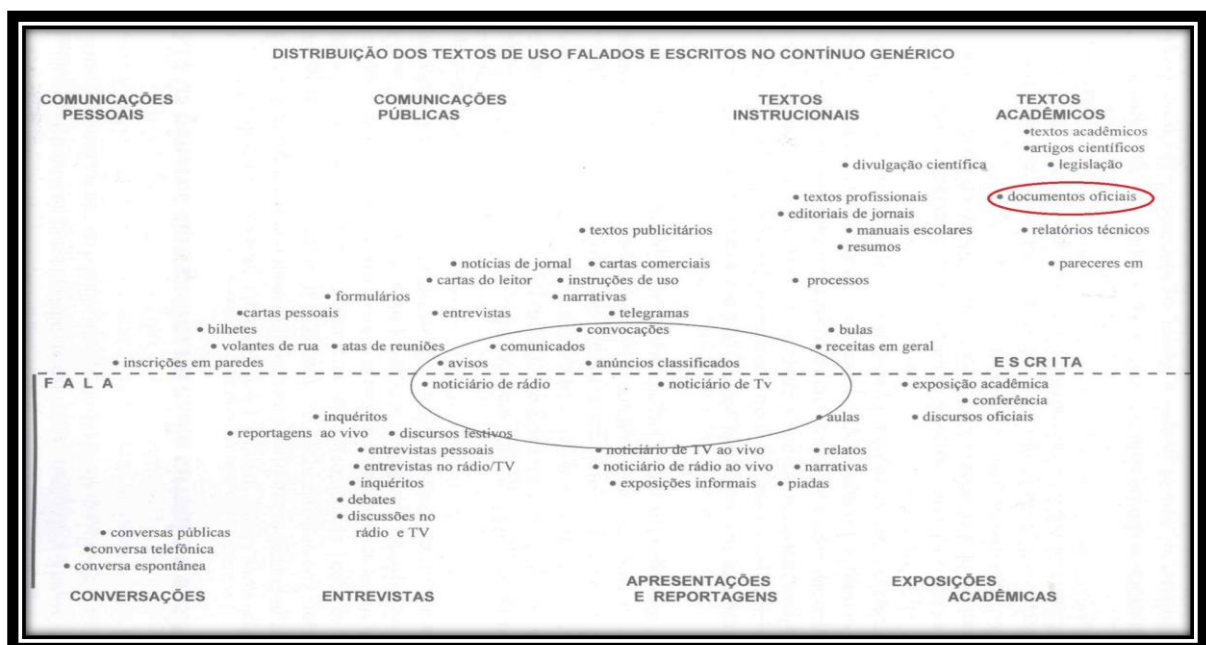 DISTRIBUIÇÃO DOS TEXTOS DE USO FALADOS E ESCRITOS NO CONTÍNUO GENÉRICO
COMUNICAÇÕES PESSOAIS
COMUNICAÇÕES PÚBLICAS
TEXTOS INSTRUCIONAIS
TEXTOS ACADÊMICOS
• textos acadêmicos
• artigos científicos
• divulgação científica
• legislação
• textos profissionais
• documentos oficiais
• editoriais de jornais
• textos publicitários
• manuais escolares
• relatórios técnicos
• resumos
• notícias de jornal
• cartas comerciais
• pareceres em
• cartas do leitor
• instruções de uso
• processos
• formulários
• narrativas
• cartas pessoais
• entrevistas
• telegramas
• bilhetes
• convocações
• bulas
• volantes de rua
• atas de reuniões
• comunicados
• receitas em geral
• inscrições em paredes
• avisos
• anúncios classificados
ESCRITA
FALA
• noticiário de rádio
• noticiário de Tv
• exposição acadêmica
• conferência
• inquéritos
• aulas
• discursos oficiais
• reportagens ao vivo
• discursos festivos
• entrevistas pessoais
• noticiário de TV ao vivo
• relatos
• entrevistas no rádio/TV
• noticiário de rádio ao vivo
• narrativas
• inquéritos
• exposições informais
• piadas
• debates
• discussões no
rádio e TV
• conversas públicas
• conversa telefônica
• conversa espontânea
CONVERSAÇÕES
ENTREVISTAS
APRESENTAÇÕES
E REPORTAGENS
EXPOSIÇÕES
ACADÊMICAS